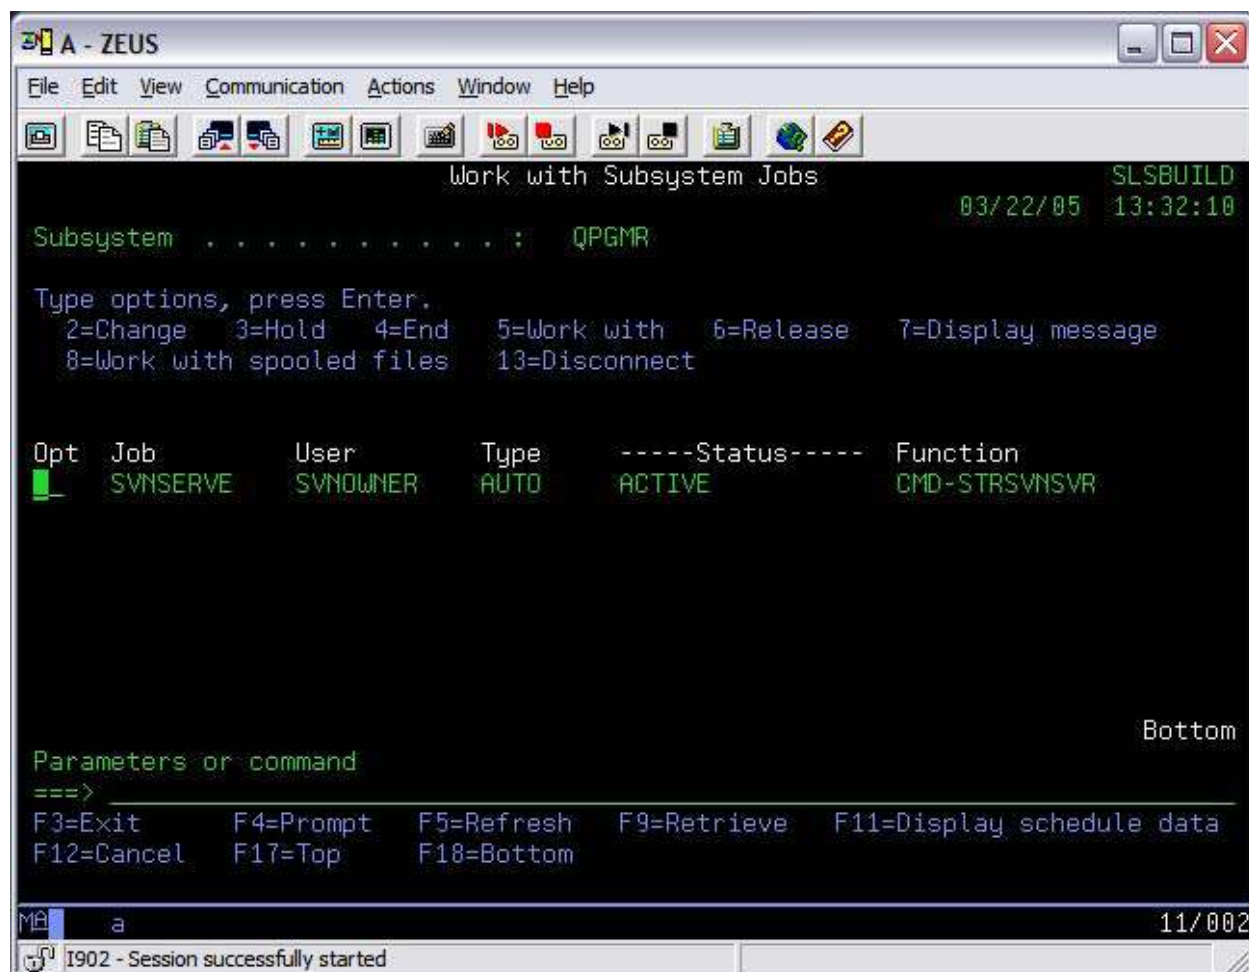 A - ZEUS
File Edit View Communication Actions Window Help
Work with Subsystem Jobs SLSBUILD
03/22/05 13:32:10
Subsystem . . . . . . . . . . : QPGMR
Type options, press Enter.
2=Change 3=Hold 4=End 5=Work with 6=Release 7=Display message
8=Work with spooled files 13=Disconnect
Opt Job User Type -----Status----- Function
_ SVNSERVE SVNOWNER AUTO ACTIVE CMD-STRSVNSVR
Bottom
Parameters or command
===>
F3=Exit F4=Prompt F5=Refresh F9=Retrieve F11=Display schedule data
F12=Cancel F17=Top F18=Bottom
MA a 11/002
I902 - Session successfully started